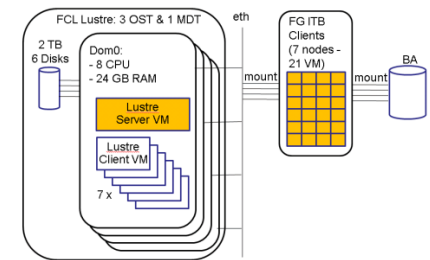 FCL Lustre: 3 OST & 1 MDT
eth
2 TB
6 Disks
Dom0:
- 8 CPU
- 24 GB RAM
Lustre
Server VM
Lustre
Client VM
7 x
mount
FG ITB
Clients
(7 nodes -
21 VM)
mount
BA